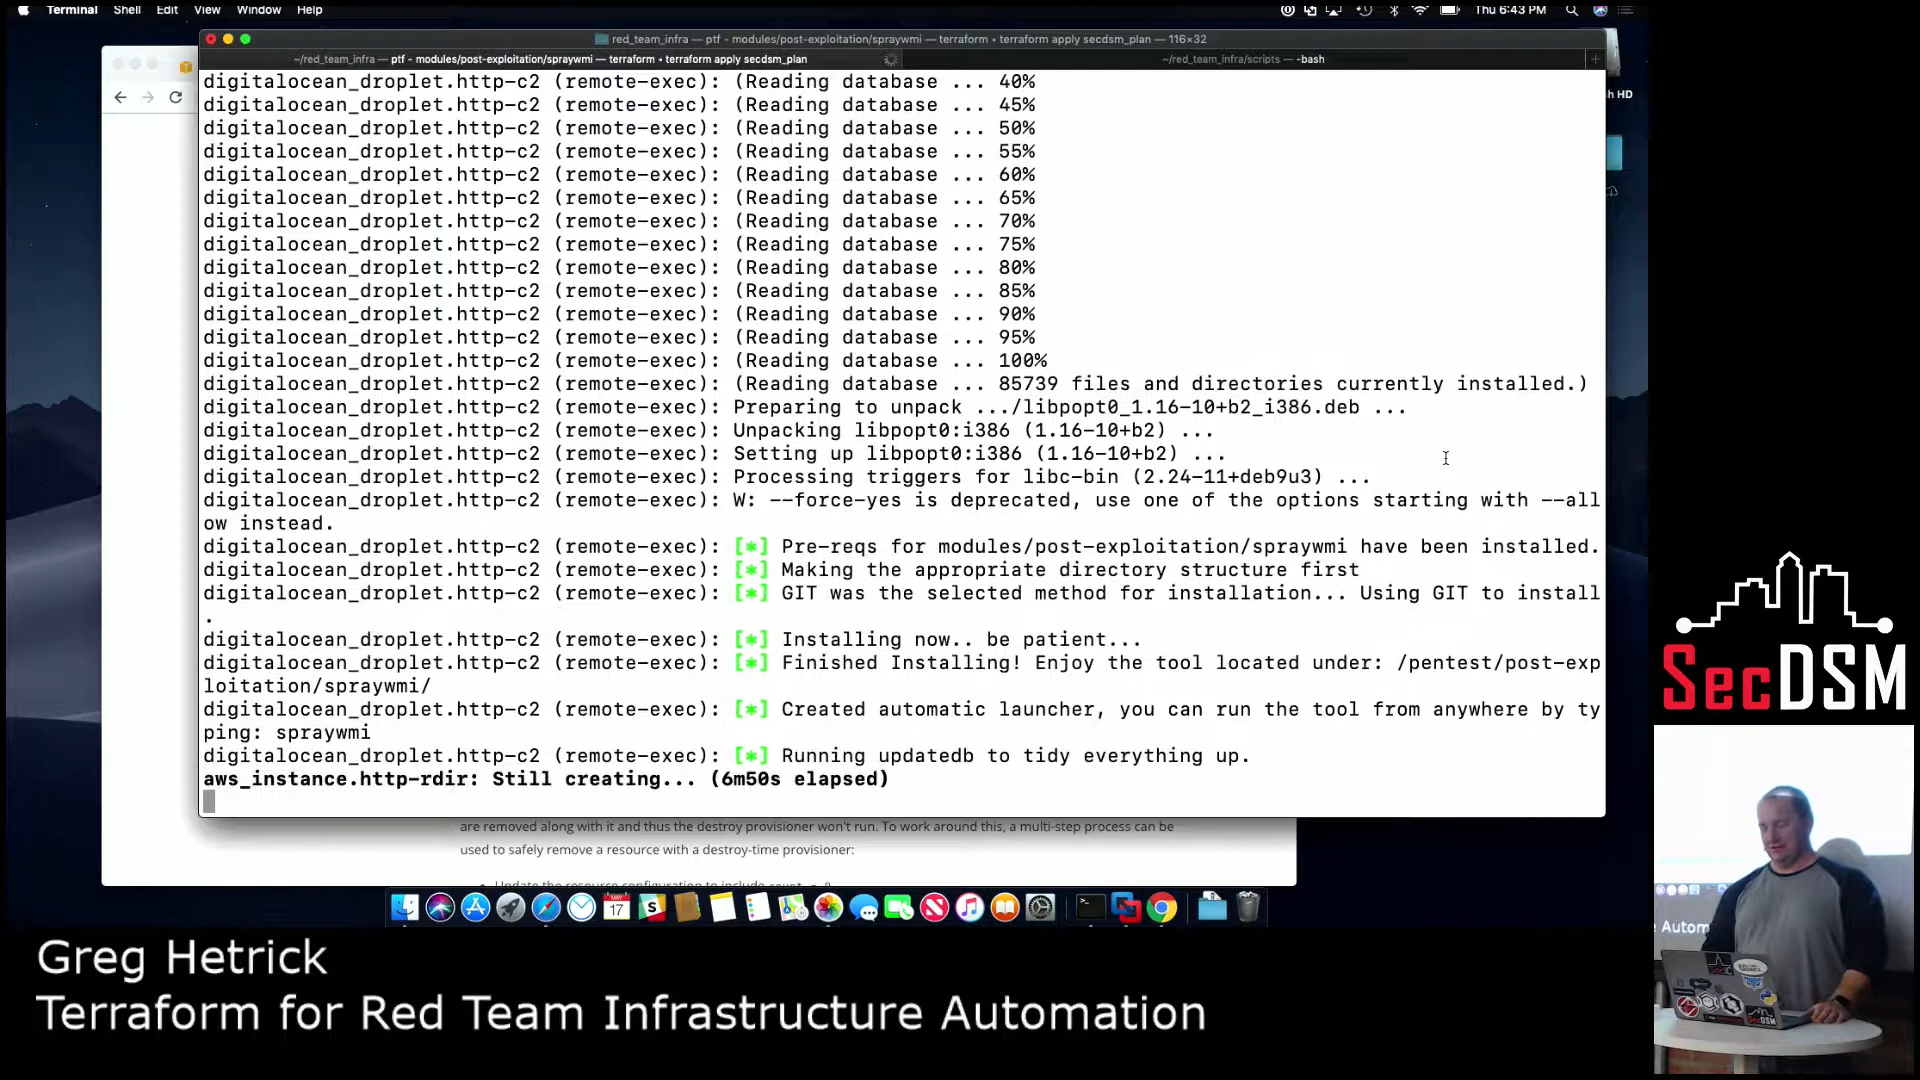 Terminal Shell Edit View Window Help
Thu 6:43 PM
red_team_infra — ptf - modules/post-exploitation/spraywmi — terraform • terraform apply secdsm_plan — 116×32
~/red_team_infra — ptf - modules/post-exploitation/spraywmi — terraform • terraform apply secdsm_plan
~/red_team_infra/scripts — -bash
digitalocean_droplet.http-c2 (remote-exec): (Reading database ... 40%
digitalocean_droplet.http-c2 (remote-exec): (Reading database ... 45%
digitalocean_droplet.http-c2 (remote-exec): (Reading database ... 50%
digitalocean_droplet.http-c2 (remote-exec): (Reading database ... 55%
digitalocean_droplet.http-c2 (remote-exec): (Reading database ... 60%
digitalocean_droplet.http-c2 (remote-exec): (Reading database ... 65%
digitalocean_droplet.http-c2 (remote-exec): (Reading database ... 70%
digitalocean_droplet.http-c2 (remote-exec): (Reading database ... 75%
digitalocean_droplet.http-c2 (remote-exec): (Reading database ... 80%
digitalocean_droplet.http-c2 (remote-exec): (Reading database ... 85%
digitalocean_droplet.http-c2 (remote-exec): (Reading database ... 90%
digitalocean_droplet.http-c2 (remote-exec): (Reading database ... 95%
digitalocean_droplet.http-c2 (remote-exec): (Reading database ... 100%
digitalocean_droplet.http-c2 (remote-exec): (Reading database ... 85739 files and directories currently installed.)
digitalocean_droplet.http-c2 (remote-exec): Preparing to unpack .../libpopt0_1.16-10+b2_i386.deb ...
digitalocean_droplet.http-c2 (remote-exec): Unpacking libpopt0:i386 (1.16-10+b2) ...
digitalocean_droplet.http-c2 (remote-exec): Setting up libpopt0:i386 (1.16-10+b2) ...
digitalocean_droplet.http-c2 (remote-exec): Processing triggers for libc-bin (2.24-11+deb9u3) ...
digitalocean_droplet.http-c2 (remote-exec): W: --force-yes is deprecated, use one of the options starting with --all
ow instead.
digitalocean_droplet.http-c2 (remote-exec): [*] Pre-reqs for modules/post-exploitation/spraywmi have been installed.
digitalocean_droplet.http-c2 (remote-exec): [*] Making the appropriate directory structure first
digitalocean_droplet.http-c2 (remote-exec): [*] GIT was the selected method for installation... Using GIT to install
.
digitalocean_droplet.http-c2 (remote-exec): [*] Installing now.. be patient...
digitalocean_droplet.http-c2 (remote-exec): [*] Finished Installing! Enjoy the tool located under: /pentest/post-exp
loitation/spraywmi/
digitalocean_droplet.http-c2 (remote-exec): [*] Created automatic launcher, you can run the tool from anywhere by ty
ping: spraywmi
digitalocean_droplet.http-c2 (remote-exec): [*] Running updatedb to tidy everything up.
aws_instance.http-rdir: Still creating... (6m50s elapsed)
are removed along with it and thus the destroy provisioner won't run. To work around this, a multi-step process can be
used to safely remove a resource with a destroy-time provisioner:
Update the resource configuration to include
h HD
17
SecDSM
e Autom
SecDSM
Greg Hetrick
Terraform for Red Team Infrastructure Automation